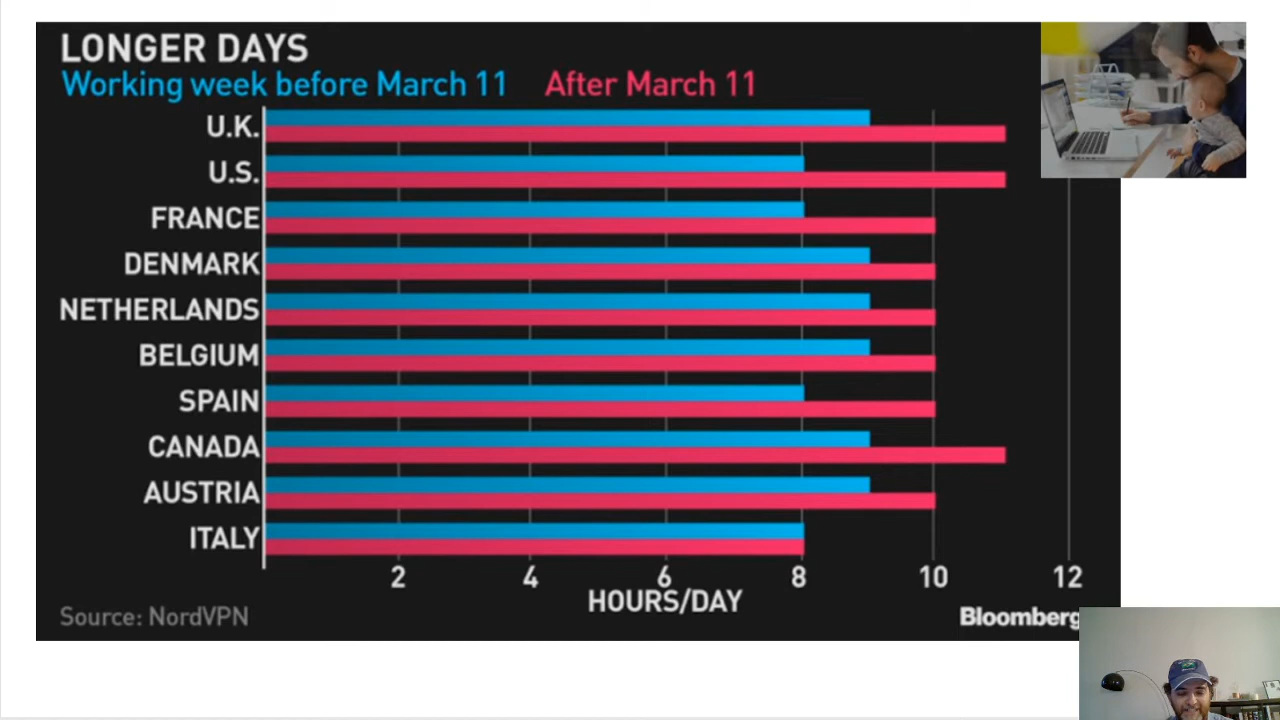 LONGER DAYS
Working week before March 11 After March 11
U.K.
U.S.
FRANCE
DENMARK
NETHERLANDS
BELGIUM
SPAIN
CANADA
AUSTRIA
ITALY
2 4 6 8 10 12
HOURS/DAY
Source: NordVPN Bloomberg